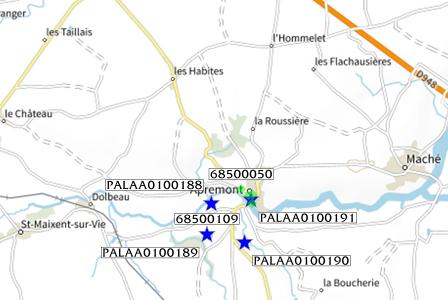 anger
les Taillais
l'Hommelet
les Flachausières
les Habites
D948
le Château
la Roussière
Maché
68500050
PALAA0100188
Apremont
Dolbeau
68500109
PALAA0100191
St-Maixent-sur-Vie
PALAA0100189
PALAA0100190
la Boucherie